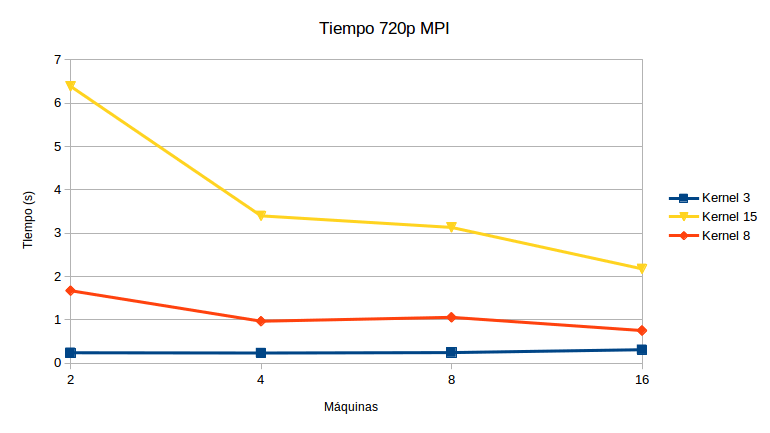 Tiempo 720p MPI
7
6
5
4
3
2
1
0
Tiempo (s)
2 4 8 16
Máquinas
Kernel 3
Kernel 15
Kernel 8